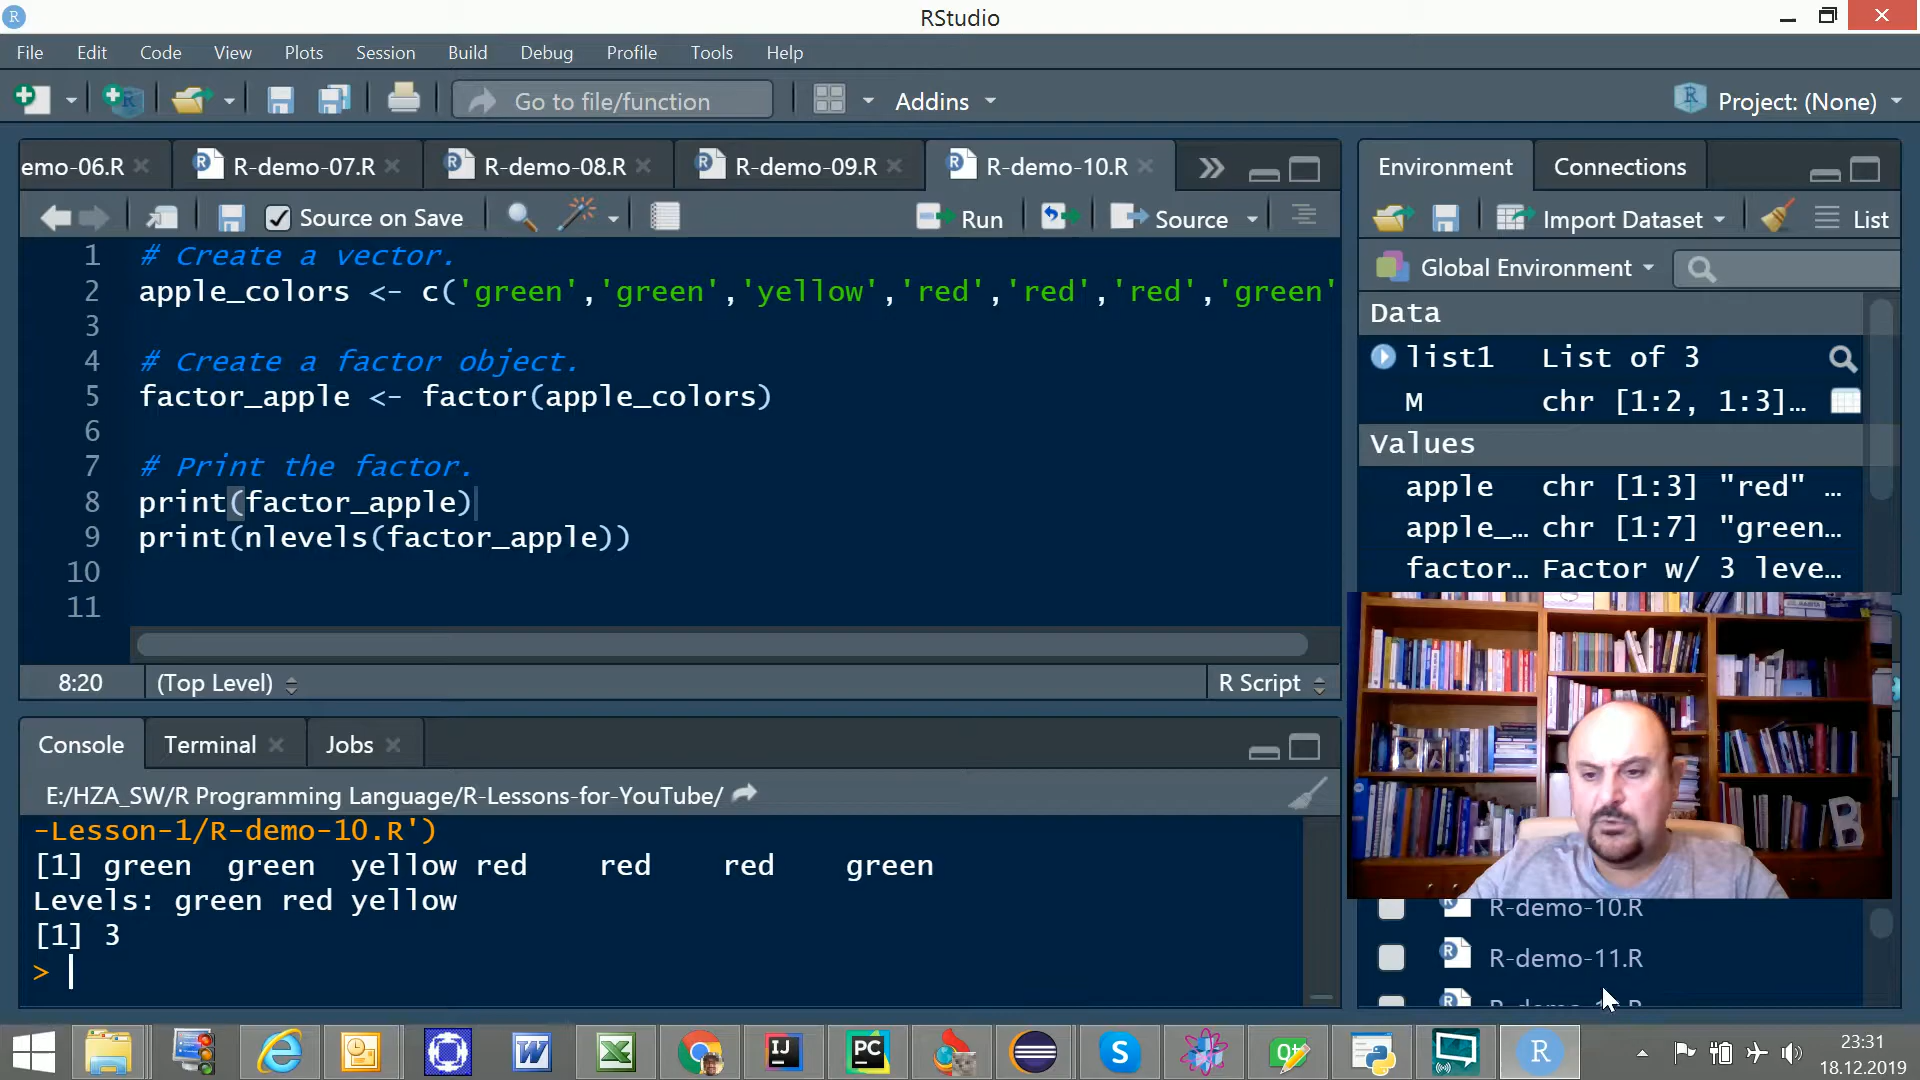 RStudio
File Edit Code View Plots Session Build Debug Profile Tools Help
Go to file/function Addins Project: (None)
emo-06.R R-demo-07.R R-demo-08.R R-demo-09.R R-demo-10.R
Source on Save Run Source
1 # Create a vector.
2 apple_colors <- c('green','green','yellow','red','red','red','green'
3
4 # Create a factor object.
5 factor_apple <- factor(apple_colors)
6
7 # Print the factor.
8 print(factor_apple)
9 print(nlevels(factor_apple))
10
11
8:20 (Top Level) R Script
Console Terminal Jobs
E:/HZA_SW/R Programming Language/R-Lessons-for-YouTube/
-Lesson-1/R-demo-10.R')
[1] green green yellow red red red green
Levels: green red yellow
[1] 3
>
Environment Connections
Import Dataset List
Global Environment
Data
list1 List of 3
M chr [1:2, 1:3]...
Values
apple chr [1:3] "red" ...
apple_... chr [1:7] "green...
factor... Factor w/ 3 leve...
R-demo-10.R
R-demo-11.R
23:31
18.12.2019